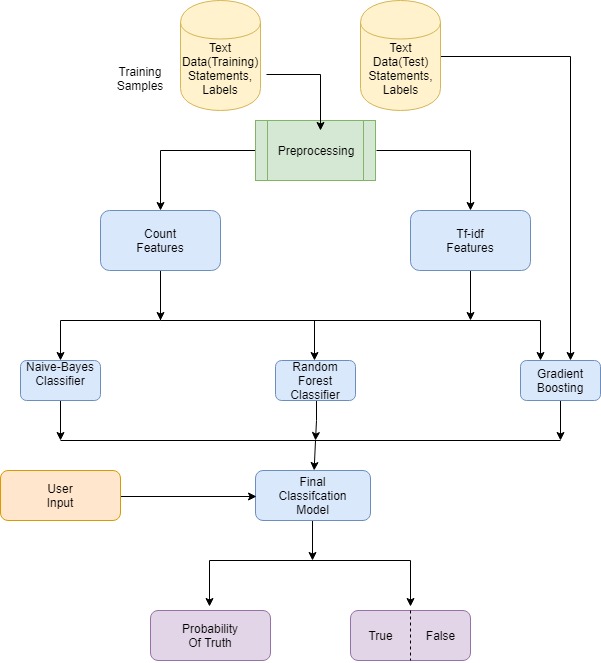 Text
Data(Training)
Statements,
Labels
Text
Data(Test)
Statements,
Labels
Training
Samples
Preprocessing
Count
Features
Tf-idf
Features
Naive-Bayes
Classifier
Random
Forest
Classifier
Gradient
Boosting
User
Input
Final
Classifcation
Model
Probability
Of Truth
True
False